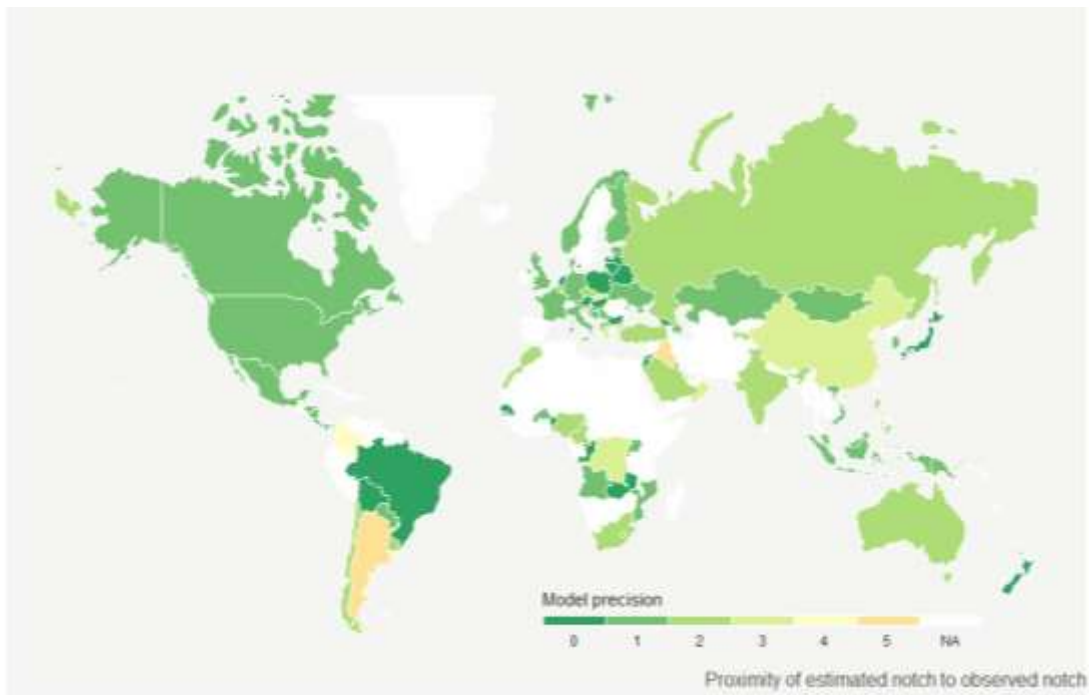 Model precision
0 1 2 3 4 5 NA
Proximity of estimated notch to observed notch